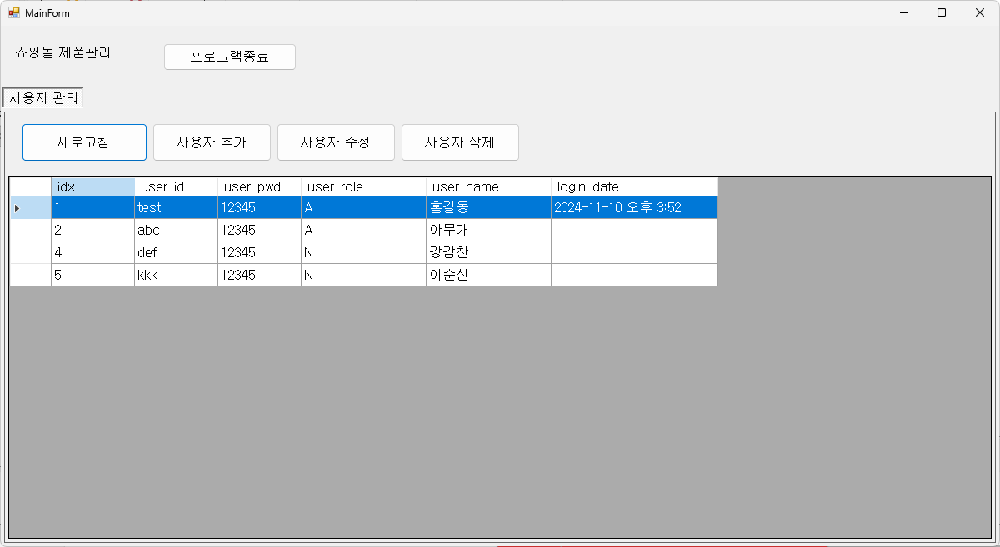 MainForm
쇼핑몰 제품관리 프로그램종료
사용자 관리
새로고침 사용자 추가 사용자 수정 사용자 삭제
idx user_id user_pwd user_role user_name login_date
1 test 12345 A 홍길동 2024-11-10 오후 3:52
2 abc 12345 A 아무개
4 def 12345 N 강감찬
5 kkk 12345 N 이순신